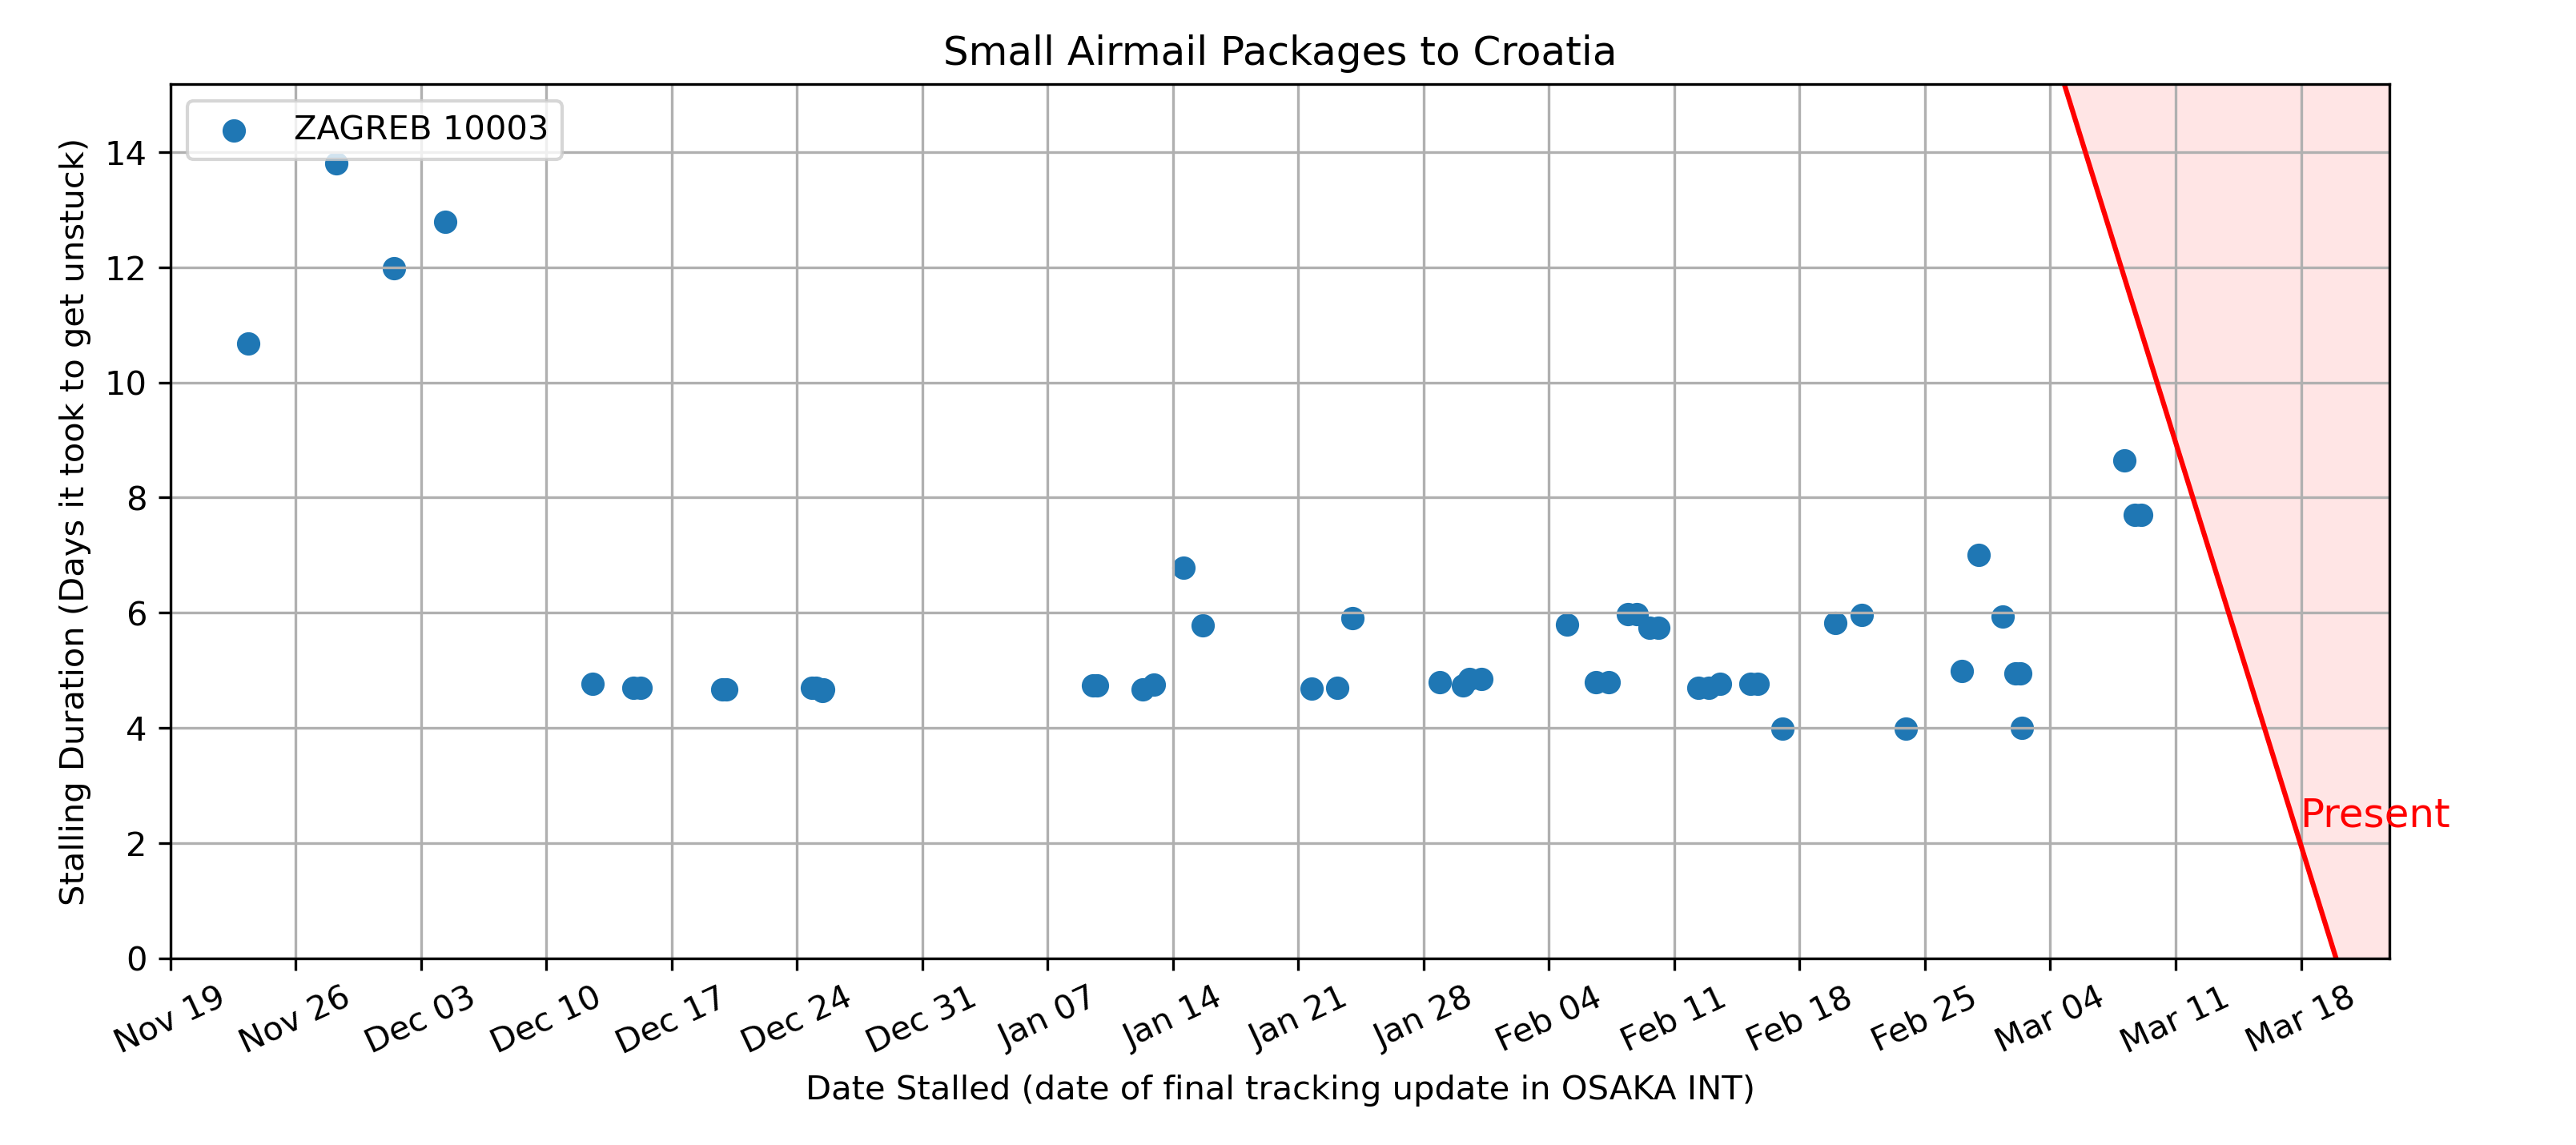 Small Airmail Packages to Croatia
ZAGREB 10003
Stalling Duration (Days it took to get unstuck)
14
12
10
8
6
4
2
0
Present
Nov 19 Nov 26 Dec 03 Dec 10 Dec 17 Dec 24 Dec 31 Jan 07 Jan 14 Jan 21 Jan 28 Feb 04 Feb 11 Feb 18 Feb 25 Mar 04 Mar 11 Mar 18
Date Stalled (date of final tracking update in OSAKA INT)